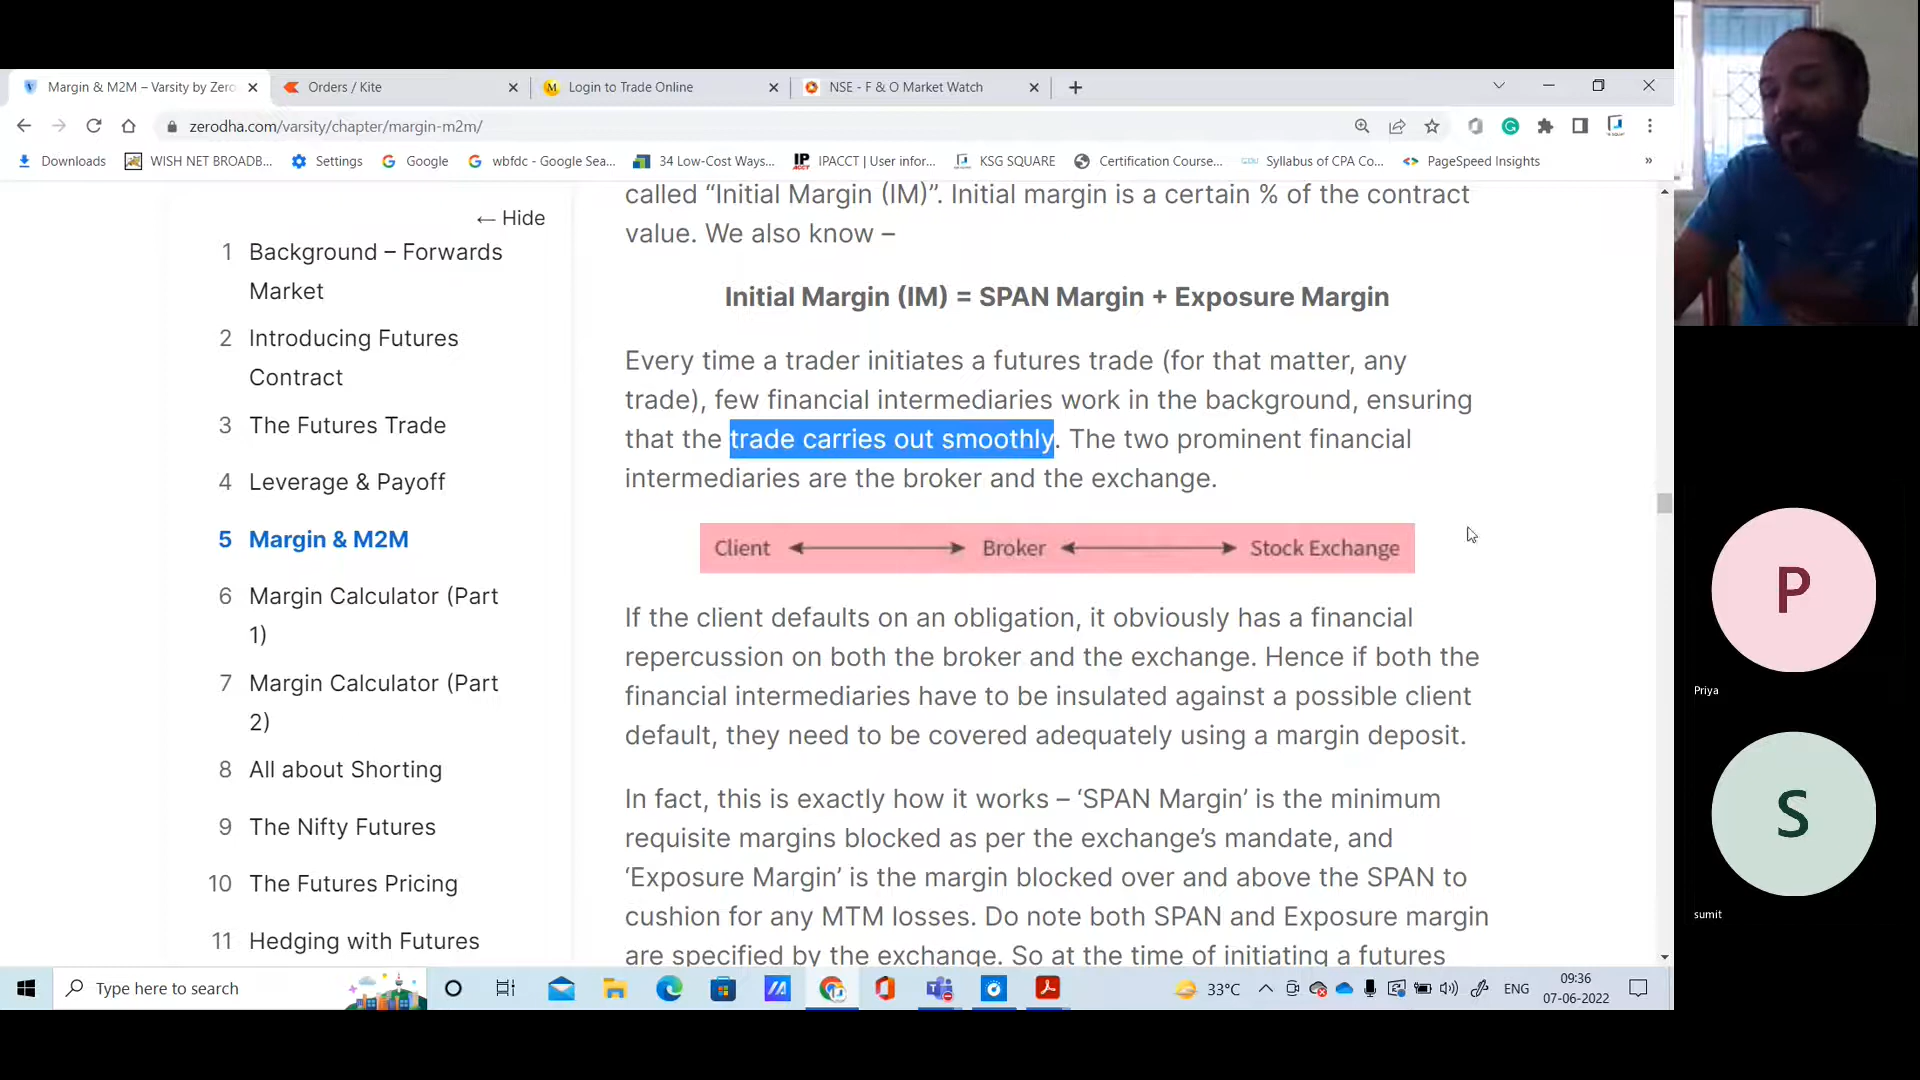 Margin & M2M – Varsity by Zero
Orders / Kite
Login to Trade Online
NSE - F & O Market Watch
zerodha.com/varsity/chapter/margin-m2m/
Downloads
WISH NET BROADB...
Settings
Google
wbfdc - Google Sea...
34 Low-Cost Ways...
IPACCT | User infor...
KSG SQUARE
Certification Course...
Syllabus of CPA Co...
PageSpeed Insights
»
← Hide
1 Background – Forwards
Market
2 Introducing Futures
Contract
3 The Futures Trade
4 Leverage & Payoff
5 Margin & M2M
6 Margin Calculator (Part
1)
7 Margin Calculator (Part
2)
8 All about Shorting
9 The Nifty Futures
10 The Futures Pricing
11 Hedging with Futures
called “Initial Margin (IM)”. Initial margin is a certain % of the contract
value. We also know –
Initial Margin (IM) = SPAN Margin + Exposure Margin
Every time a trader initiates a futures trade (for that matter, any
trade), few financial intermediaries work in the background, ensuring
that the trade carries out smoothly. The two prominent financial
intermediaries are the broker and the exchange.
Client Broker Stock Exchange
If the client defaults on an obligation, it obviously has a financial
repercussion on both the broker and the exchange. Hence if both the
financial intermediaries have to be insulated against a possible client
default, they need to be covered adequately using a margin deposit.
In fact, this is exactly how it works – ‘SPAN Margin’ is the minimum
requisite margins blocked as per the exchange’s mandate, and
‘Exposure Margin’ is the margin blocked over and above the SPAN to
cushion for any MTM losses. Do note both SPAN and Exposure margin
are specified by the exchange. So at the time of initiating a futures
P
Priya
S
sumit
Type here to search
33°C
ENG
09:36
07-06-2022